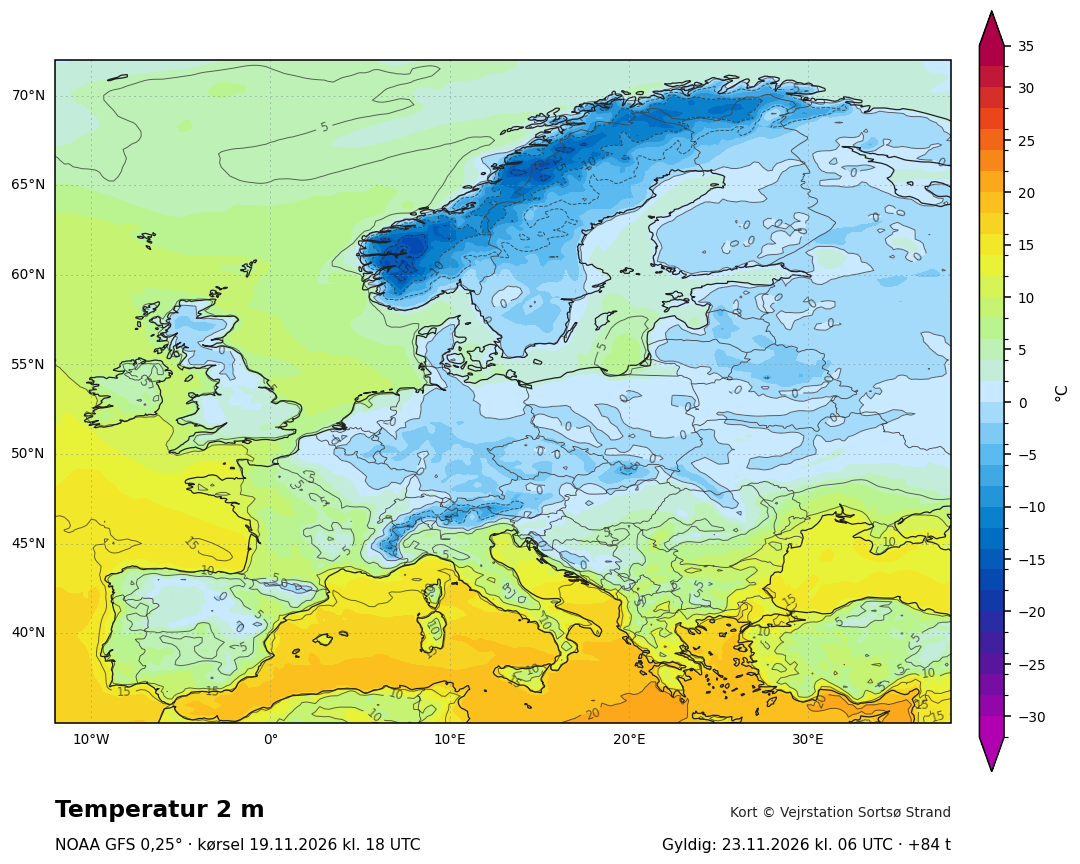 70°N
65°N
60°N
55°N
50°N
45°N
40°N
10°W
0°
10°E
20°E
30°E
35
30
25
20
15
10
5
0
−5
−10
−15
−20
−25
−30
°C
Temperatur 2 m
Kort © Vejrstation Sortsø Strand
NOAA GFS 0,25° · kørsel 19.11.2026 kl. 18 UTC
Gyldig: 23.11.2026 kl. 06 UTC · +84 t